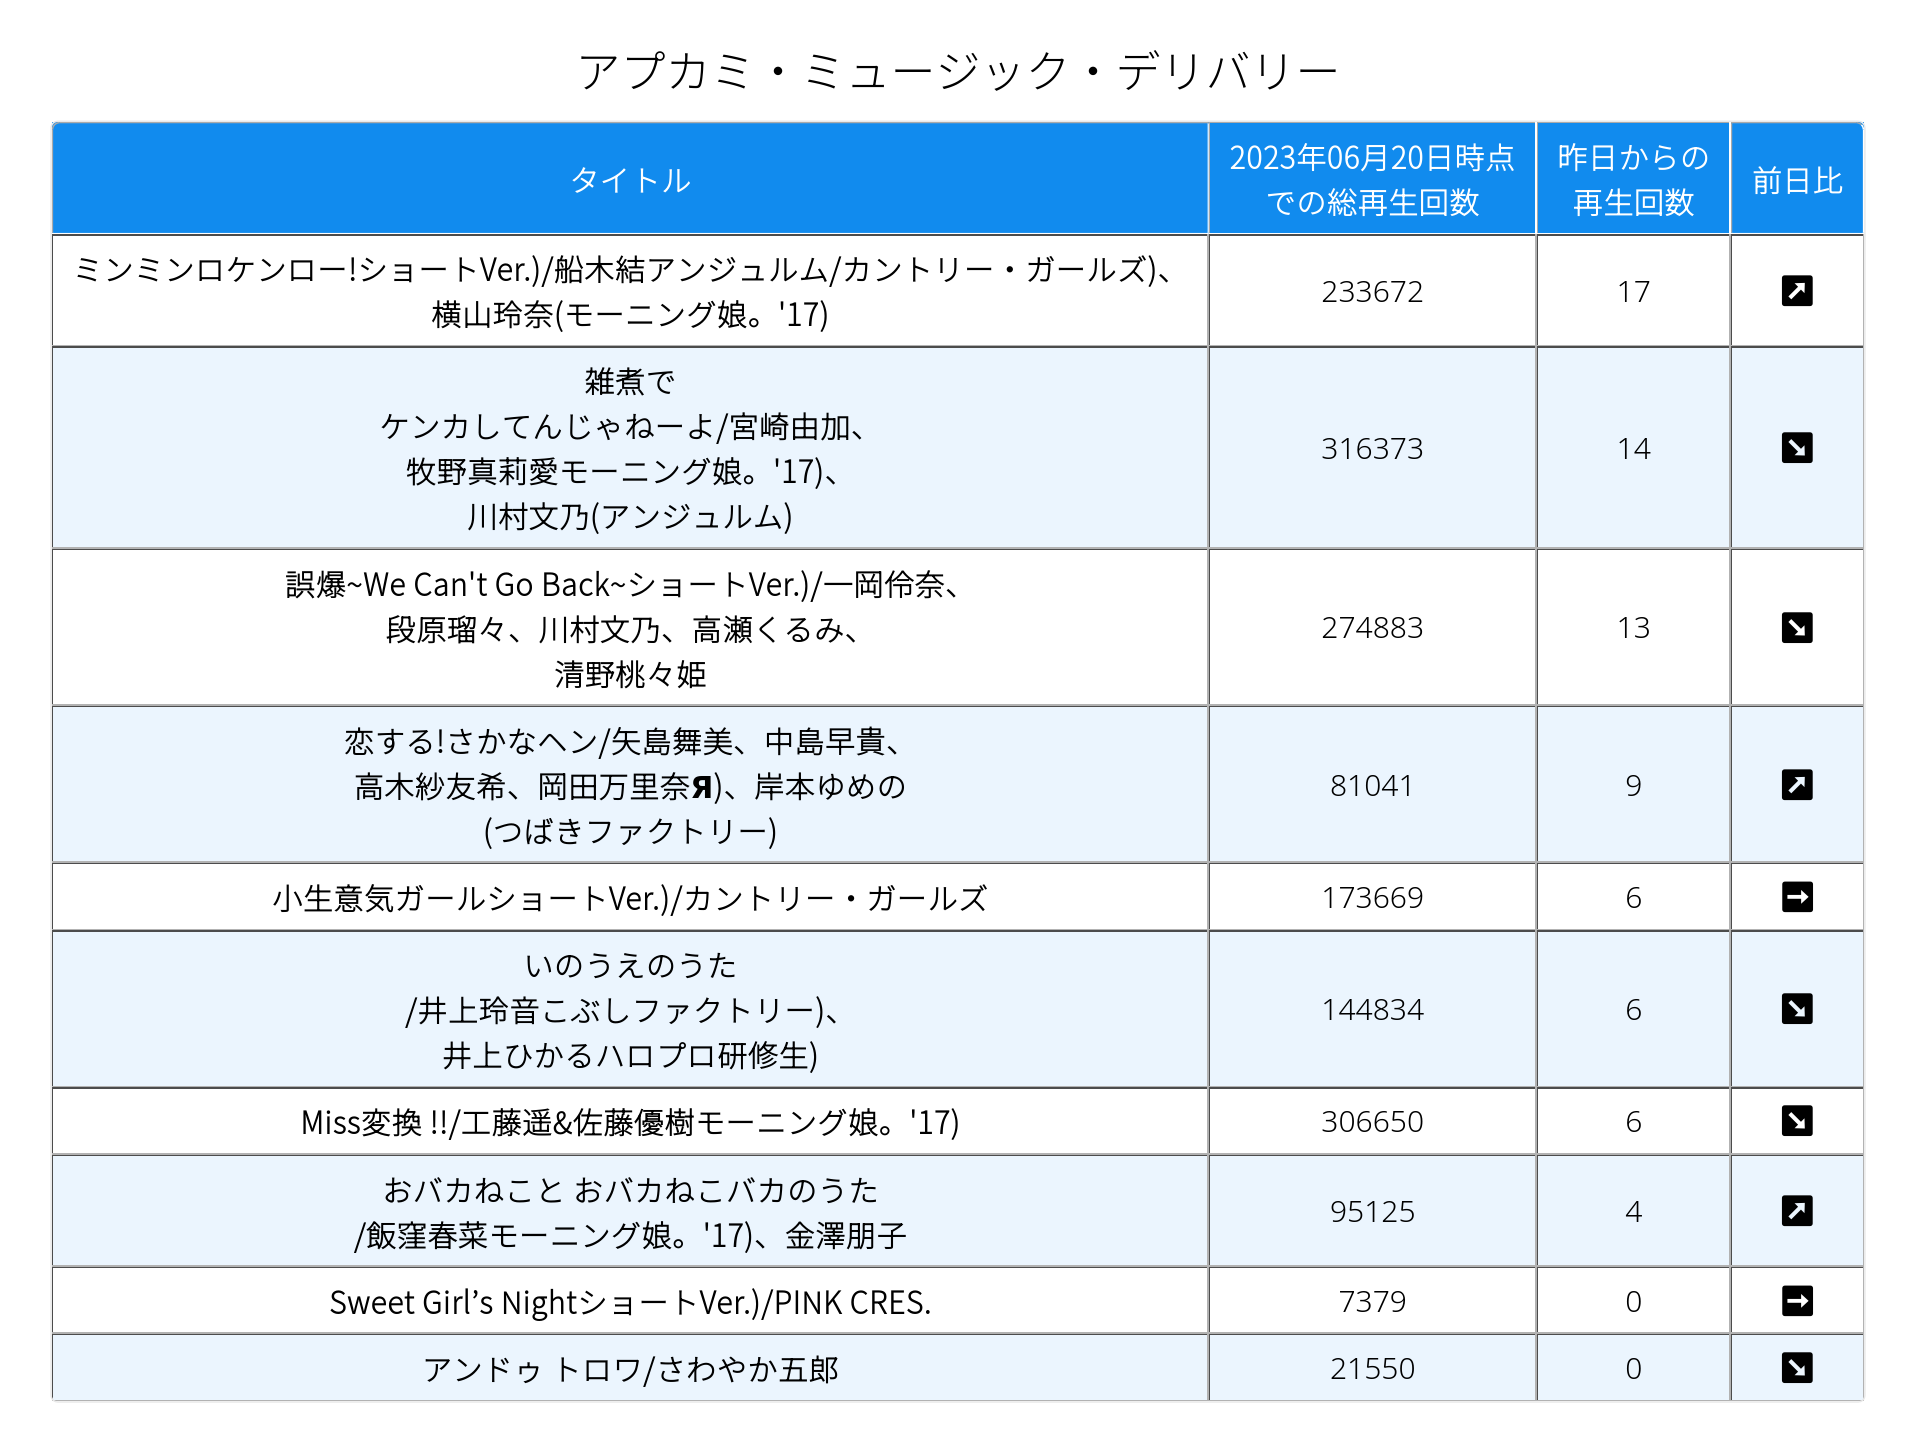 アプカミ・ミュージック・デリバリー
タイトル
2023年06月20日時点
での総再生回数
昨日からの
再生回数
前日比
ミンミンロケンロー!ショートVer.)/船木結アンジュルム/カントリー・ガールズ)、
横山玲奈(モーニング娘。'17)
233672
17
雑煮で
ケンカしてんじゃねーよ/宮崎由加、
牧野真莉愛モーニング娘。'17)、
川村文乃(アンジュルム)
316373
14
誤爆~We Can't Go Back~ショートVer.)/一岡伶奈、
段原瑠々、川村文乃、高瀬くるみ、
清野桃々姫
274883
13
恋する!さかなヘン/矢島舞美、中島早貴、
高木紗友希、岡田万里奈Я)、岸本ゆめの
(つばきファクトリー)
81041
9
小生意気ガールショートVer.)/カントリー・ガールズ
173669
6
いのうえのうた
/井上玲音こぶしファクトリー)、
井上ひかるハロプロ研修生)
144834
6
Miss変換 !!/工藤遥&佐藤優樹モーニング娘。'17)
306650
6
おバカねこと おバカねこバカのうた
/飯窪春菜モーニング娘。'17)、金澤朋子
95125
4
Sweet Girl’s NightショートVer.)/PINK CRES.
7379
0
アンドゥ トロワ/さわやか五郎
21550
0